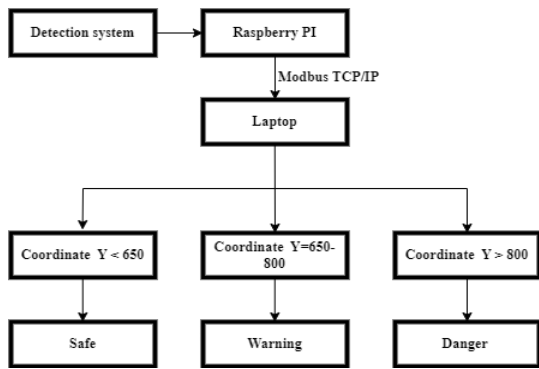 Detection system
Raspberry PI
Modbus TCP/IP
Laptop
Coordinate Y < 650
Coordinate Y=650-
800
Coordinate Y > 800
Safe
Warning
Danger